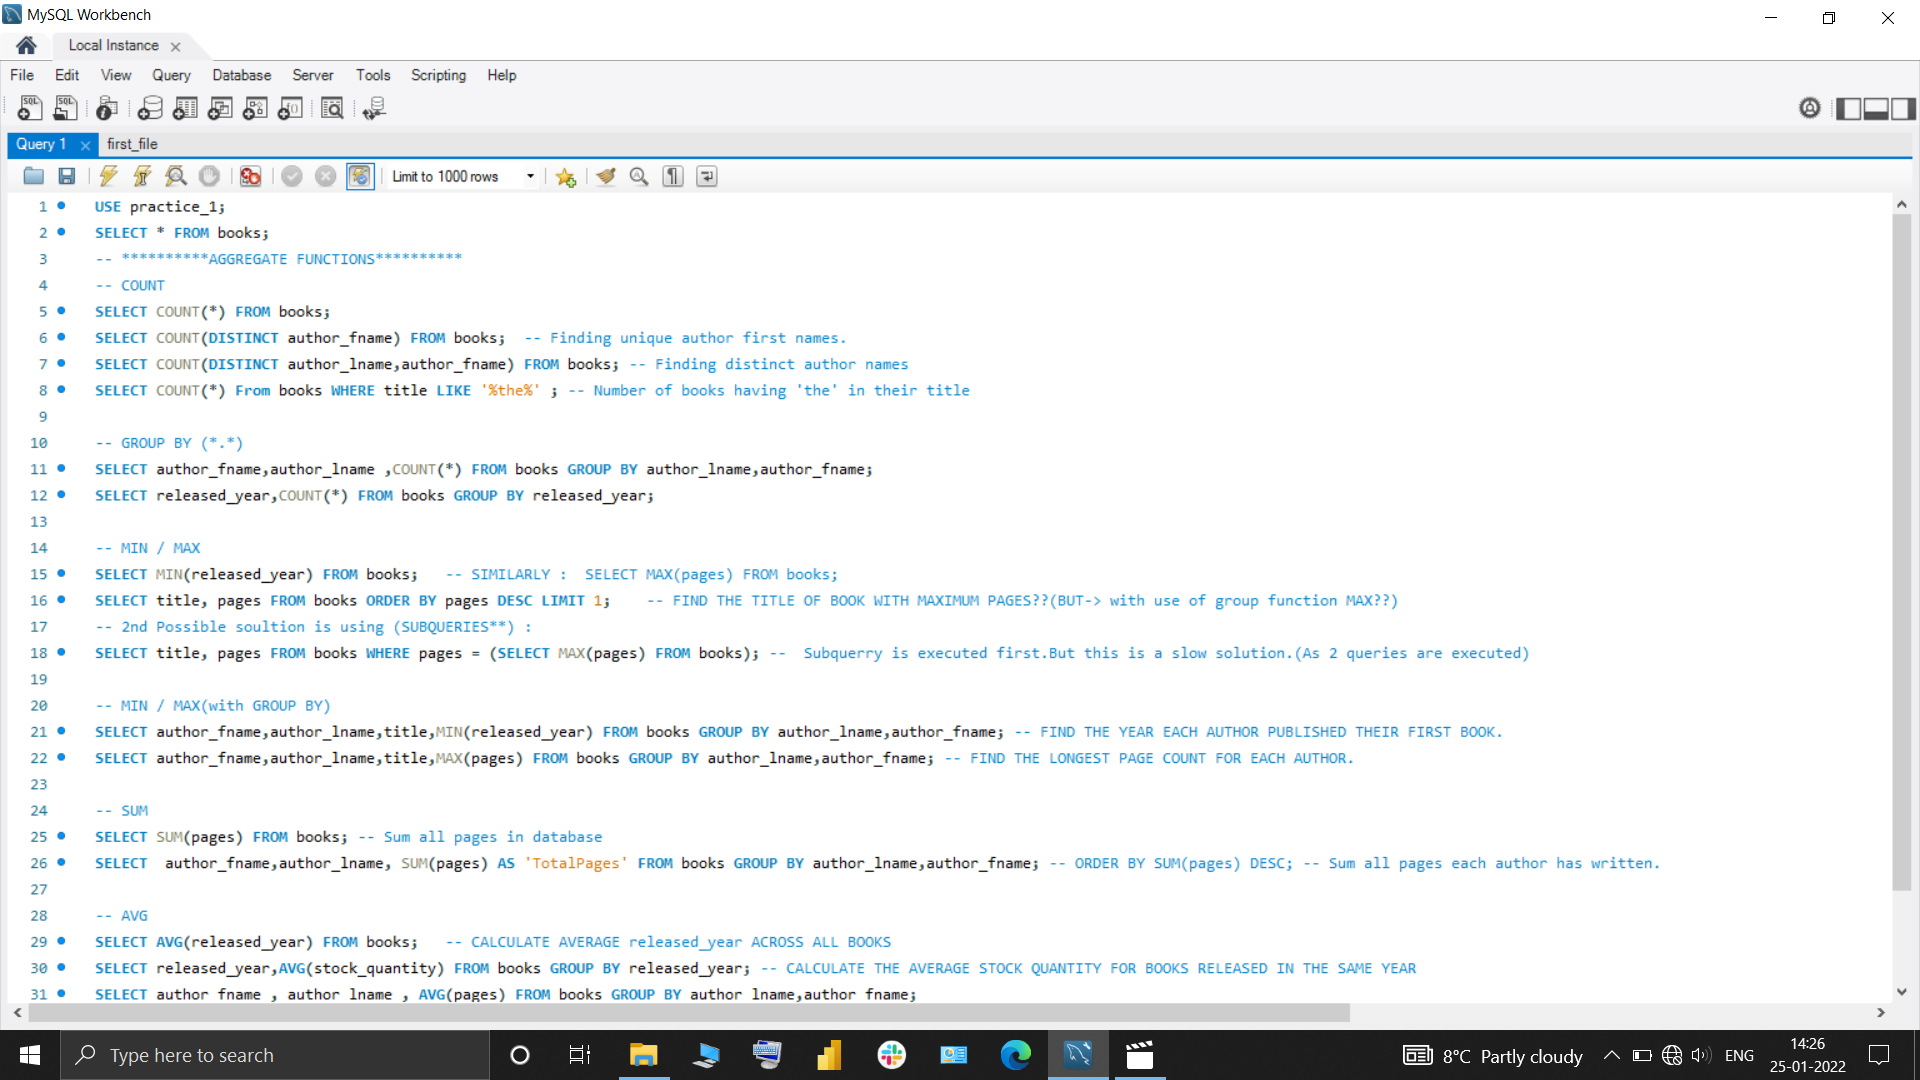 MySQL Workbench
Local Instance
File Edit View Query Database Server Tools Scripting Help
Query 1 first_file
Limit to 1000 rows
1 USE practice_1;
2 SELECT * FROM books;
3 -- **********AGGREGATE FUNCTIONS**********
4 -- COUNT
5 SELECT COUNT(*) FROM books;
6 SELECT COUNT(DISTINCT author_fname) FROM books;  -- Finding unique author first names.
7 SELECT COUNT(DISTINCT author_lname,author_fname) FROM books; -- Finding distinct author names
8 SELECT COUNT(*) From books WHERE title LIKE '%the%' ; -- Number of books having 'the' in their title
9
10 -- GROUP BY (*.*)
11 SELECT author_fname,author_lname ,COUNT(*) FROM books GROUP BY author_lname,author_fname;
12 SELECT released_year,COUNT(*) FROM books GROUP BY released_year;
13
14 -- MIN / MAX
15 SELECT MIN(released_year) FROM books;   -- SIMILARLY :  SELECT MAX(pages) FROM books;
16 SELECT title, pages FROM books ORDER BY pages DESC LIMIT 1;    -- FIND THE TITLE OF BOOK WITH MAXIMUM PAGES??(BUT-> with use of group function MAX??)
17 -- 2nd Possible soultion is using (SUBQUERIES**) :
18 SELECT title, pages FROM books WHERE pages = (SELECT MAX(pages) FROM books); --  Subquerry is executed first.But this is a slow solution.(As 2 queries are executed)
19
20 -- MIN / MAX(with GROUP BY)
21 SELECT author_fname,author_lname,title,MIN(released_year) FROM books GROUP BY author_lname,author_fname; -- FIND THE YEAR EACH AUTHOR PUBLISHED THEIR FIRST BOOK.
22 SELECT author_fname,author_lname,title,MAX(pages) FROM books GROUP BY author_lname,author_fname; -- FIND THE LONGEST PAGE COUNT FOR EACH AUTHOR.
23
24 -- SUM
25 SELECT SUM(pages) FROM books; -- Sum all pages in database
26 SELECT  author_fname,author_lname, SUM(pages) AS 'TotalPages' FROM books GROUP BY author_lname,author_fname; -- ORDER BY SUM(pages) DESC; -- Sum all pages each author has written.
27
28 -- AVG
29 SELECT AVG(released_year) FROM books;   -- CALCULATE AVERAGE released_year ACROSS ALL BOOKS
30 SELECT released_year,AVG(stock_quantity) FROM books GROUP BY released_year; -- CALCULATE THE AVERAGE STOCK QUANTITY FOR BOOKS RELEASED IN THE SAME YEAR
31 SELECT author_fname , author_lname , AVG(pages) FROM books GROUP BY author_lname,author_fname;
Type here to search
8°C Partly cloudy
ENG
14:26
25-01-2022